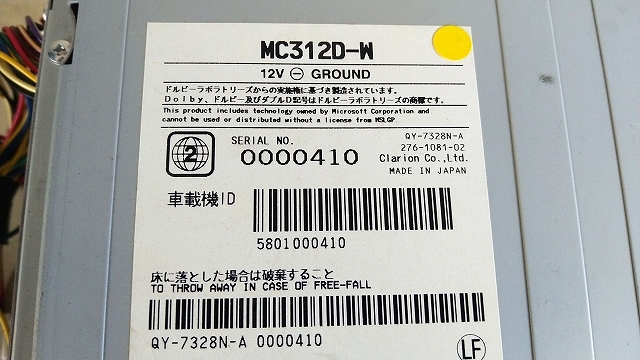 MC312D-W
12V ⊖ GROUND
ドルビーラボラトリーズからの実施権に基づき製造されています。
Dolby、ドルビー及びダブルD記号はドルビーラボラトリーズの商標です。
This product includes technology owned by Microsoft Corporation and
cannot be used or distributed without a license from MSLGP.
2
SERIAL NO.
0000410
QY-7328N-A
276-1081-02
Clarion Co.,Ltd.
MADE IN JAPAN
車載機ID
5801000410
床に落とした場合は破棄すること
TO THROW AWAY IN CASE OF FREE-FALL
QY-7328N-A 0000410
LF